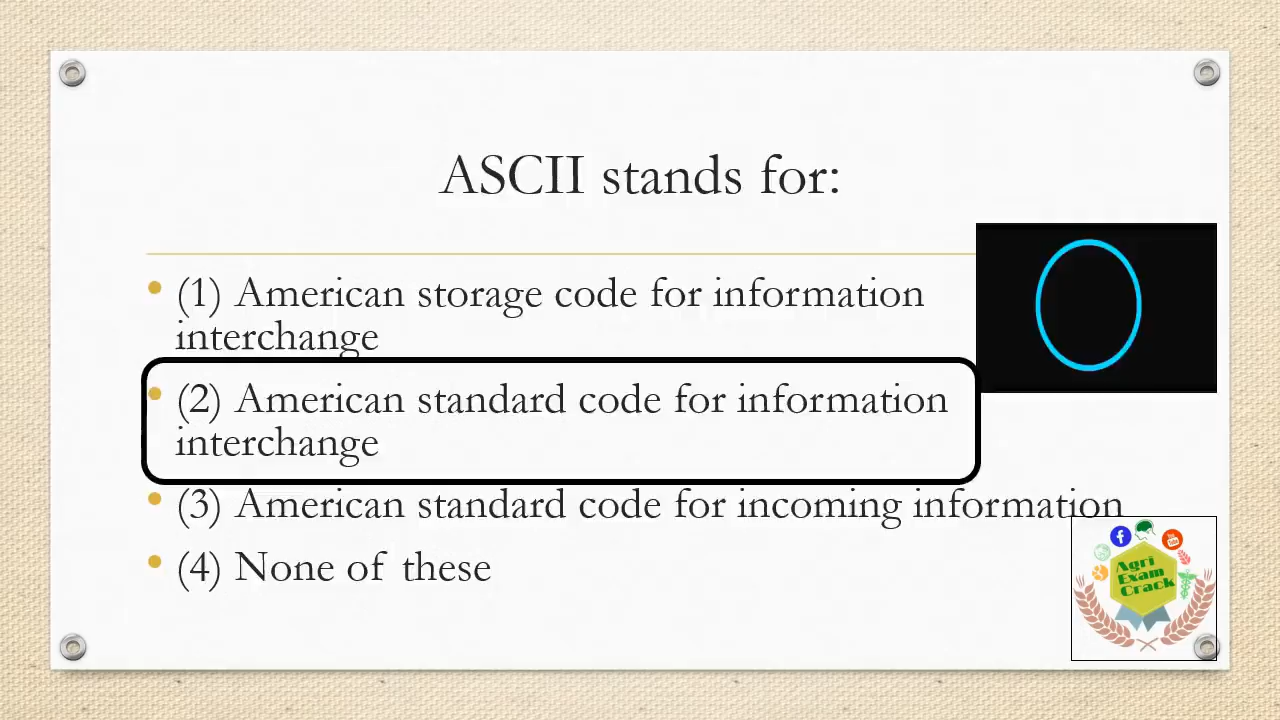 ASCII stands for:
• (1) American storage code for information
interchange
• (2) American standard code for information
interchange
• (3) American standard code for incoming information
• (4) None of these
Agri
Exam
Crack